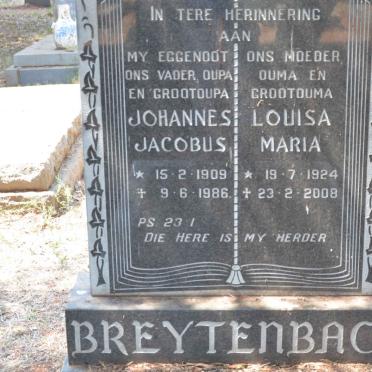 IN TERE HERINNERING
AAN
MY EGGENOOT
ONS VADER, OUPA
EN GROOTOUPA
JOHANNES
JACOBUS
* 15-2-1909
✝ 9-6-1986
ONS MOEDER
OUMA EN
GROOTOUMA
LOUISA
MARIA
* 19-7-1924
✝ 23-2-2008
PS. 23:1
DIE HERE IS MY HERDER
BREYTENBAC